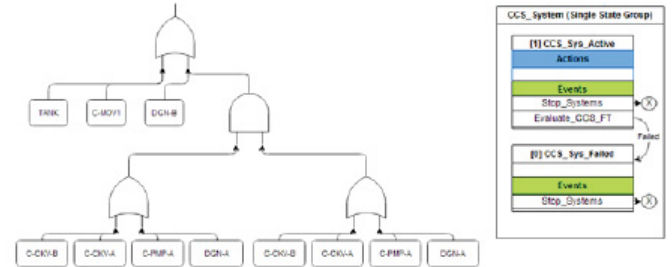 CCS_System (Single State Group)
[1] CCS_Sys_Active
Actions
Events
Stop_Systems
X
Evaluate_CCS_FT
Failed
[0] CCS_Sys_Failed
Events
Stop_Systems
X
TANK
C-MOV1
DGN-B
C-CKV-B
C-CKV-A
C-PMP-A
DGN-A
C-CKV-B
C-CKV-A
C-PMP-A
DGN-A